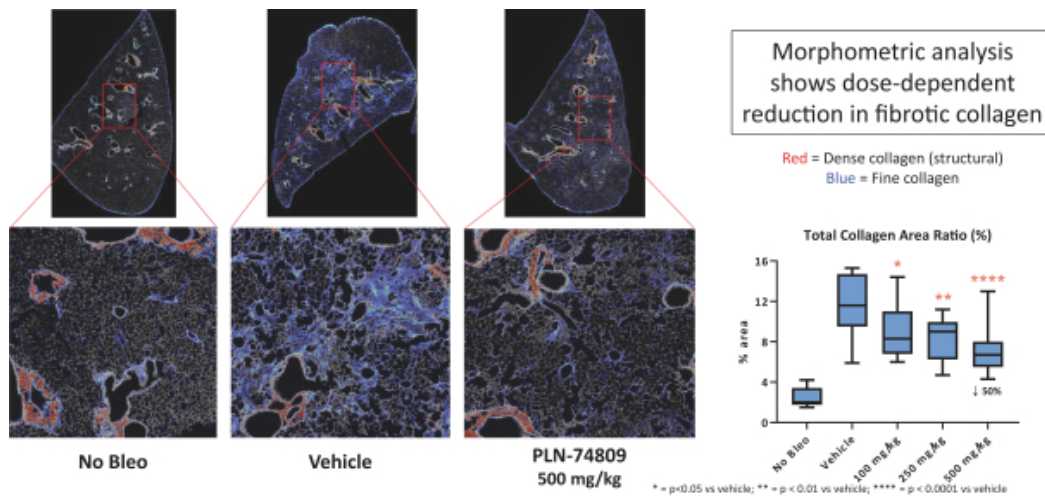 Morphometric analysis
shows dose-dependent
reduction in fibrotic collagen
Red = Dense collagen (structural)
Blue = Fine collagen
Total Collagen Area Ratio (%)
% area
16
12
8
4
0
*
**
****
↓ 50%
No Bleo
Vehicle
100 mg/kg
250 mg/kg
500 mg/kg
No Bleo
Vehicle
PLN-74809
500 mg/kg
* = p<0.05 vs vehicle; ** = p < 0.01 vs vehicle; **** = p < 0.0001 vs vehicle